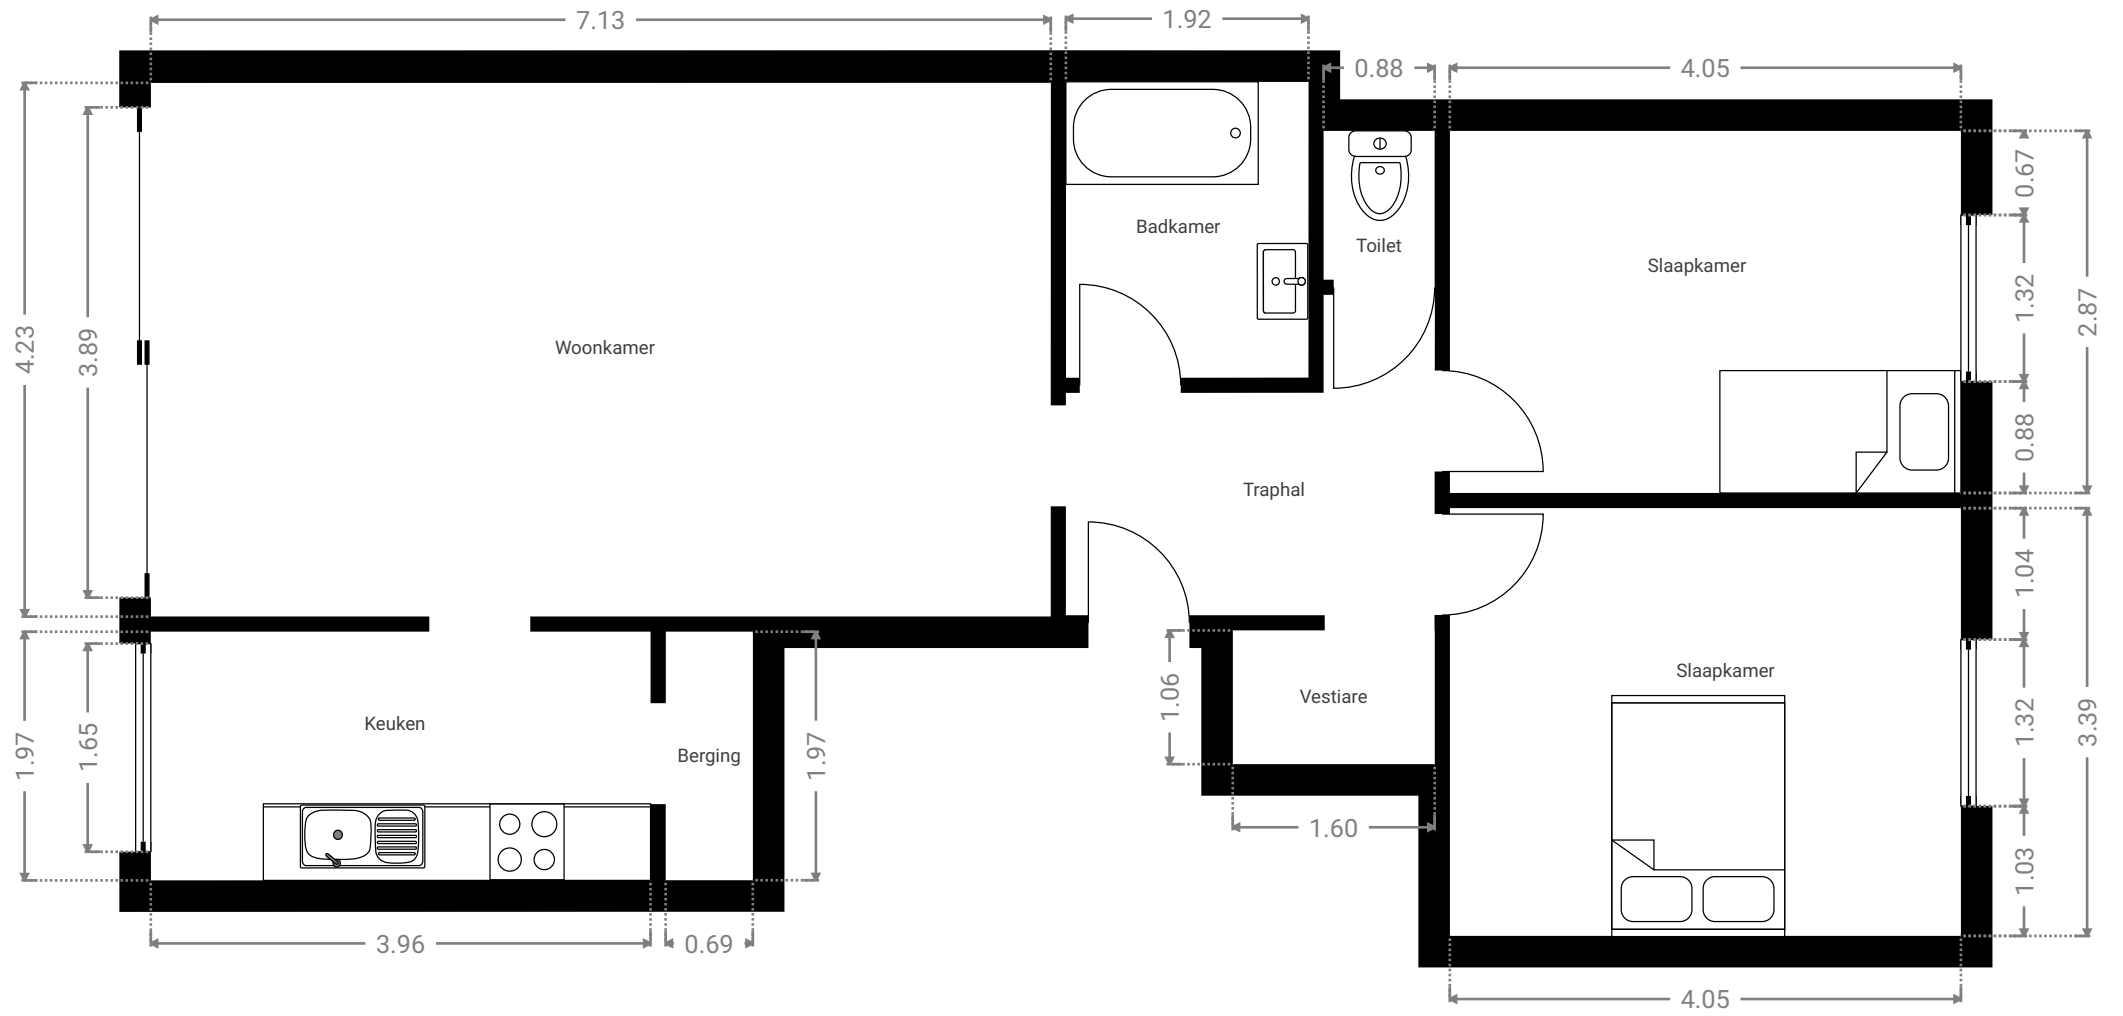 7.13
1.92
0.88
4.05
0.67
Badkamer
Toilet
Slaapkamer
1.32
2.87
4.23
3.89
Woonkamer
0.88
Traphal
1.04
Slaapkamer
1.06
Vestiare
1.32
3.39
Keuken
1.97
1.65
Berging
1.97
1.60
1.03
3.96
0.69
4.05